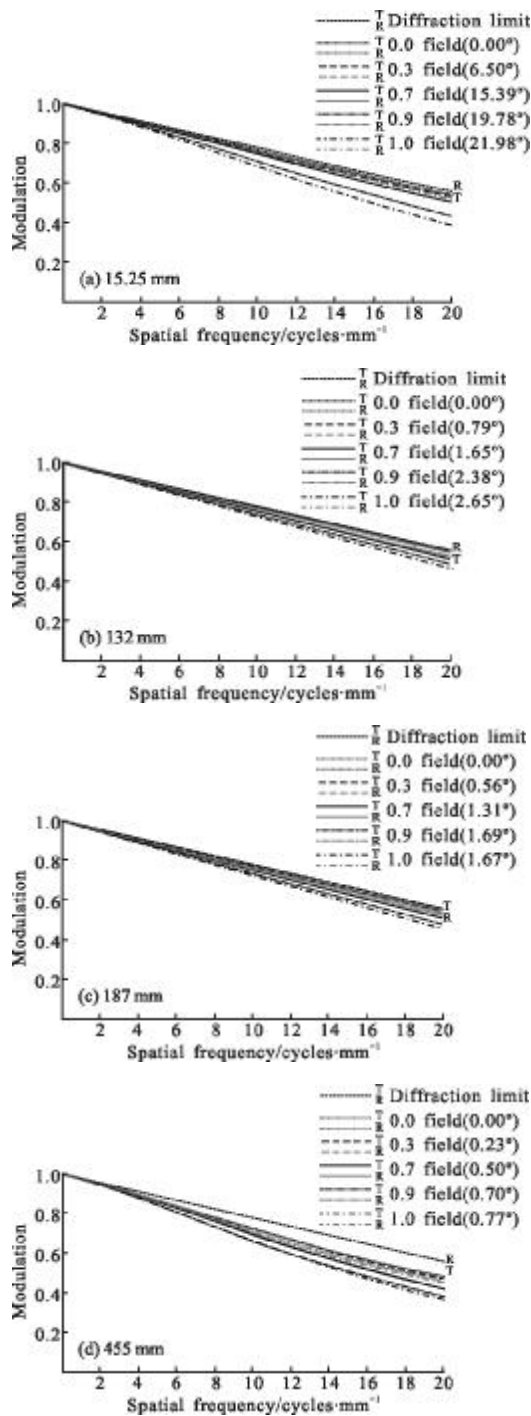 T
R Diffraction limit
T
R 0.0 field(0.00°)
T
R 0.3 field(6.50°)
T
R 0.7 field(15.39°)
T
R 0.9 field(19.78°)
T
R 1.0 field(21.98°)
1.0
0.8
0.6
0.4
0.2
Modulation
R
T
(a) 15.25 mm
2 4 6 8 10 12 14 16 18 20
Spatial frequency/cycles·mm⁻¹
T
R Diffration limit
T
R 0.0 field(0.00°)
T
R 0.3 field(0.79°)
T
R 0.7 field(1.65°)
T
R 0.9 field(2.38°)
T
R 1.0 field(2.65°)
1.0
0.8
0.6
0.4
0.2
Modulation
R
T
(b) 132 mm
2 4 6 8 10 12 14 16 18 20
Spatial frequency/cycles·mm⁻¹
T
R Diffraction limit
T
R 0.0 field(0.00°)
T
R 0.3 field(0.56°)
T
R 0.7 field(1.31°)
T
R 0.9 field(1.69°)
T
R 1.0 field(1.67°)
1.0
0.8
0.6
0.4
0.2
Modulation
T
R
(c) 187 mm
2 4 6 8 10 12 14 16 18 20
Spatial frequency/cycles·mm⁻¹
T
R Diffraction limit
T
R 0.0 field(0.00°)
T
R 0.3 field(0.23°)
T
R 0.7 field(0.50°)
T
R 0.9 field(0.70°)
T
R 1.0 field(0.77°)
1.0
0.8
0.6
0.4
0.2
Modulation
R
T
(d) 455 mm
2 4 6 8 10 12 14 16 18 20
Spatial frequency/cycles·mm⁻¹